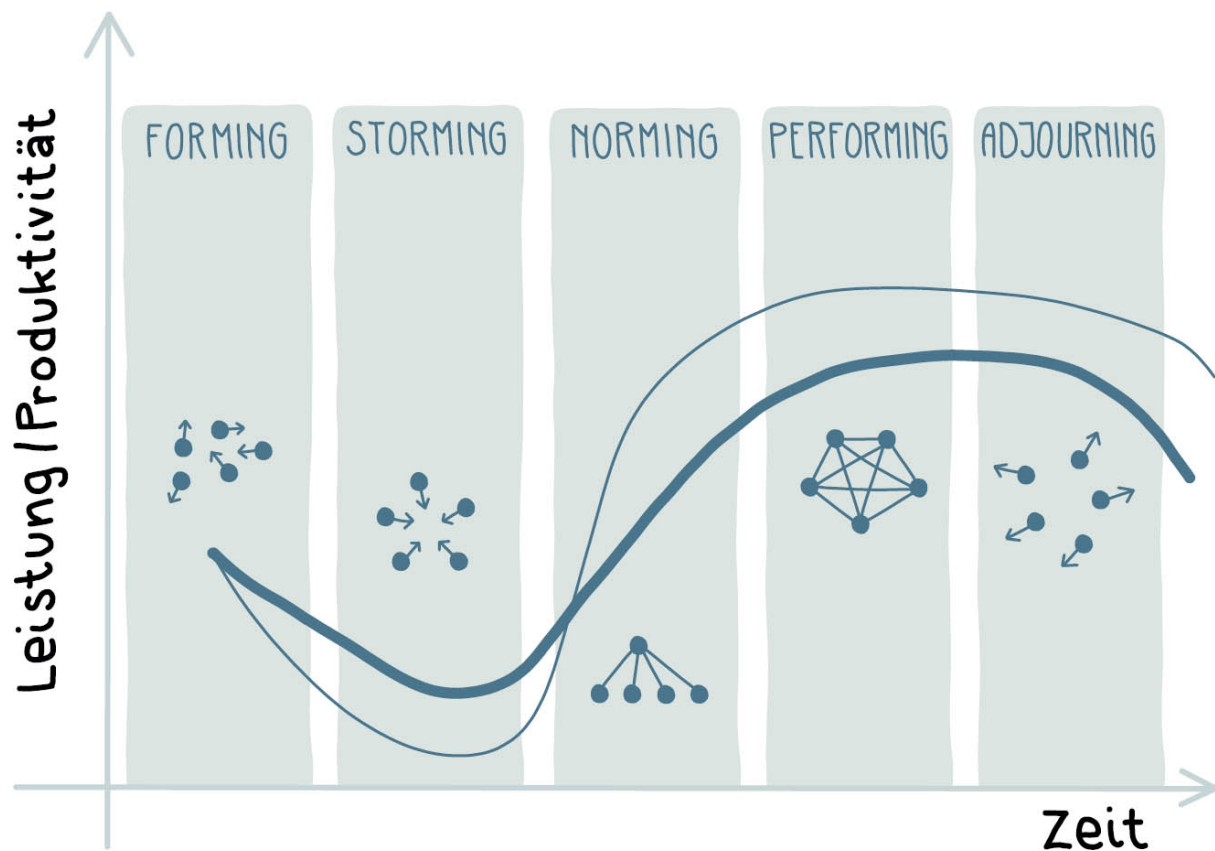 Leistung/Produktivität
FORMING
STORMING
NORMING
PERFORMING
ADJOURNING
Zeit